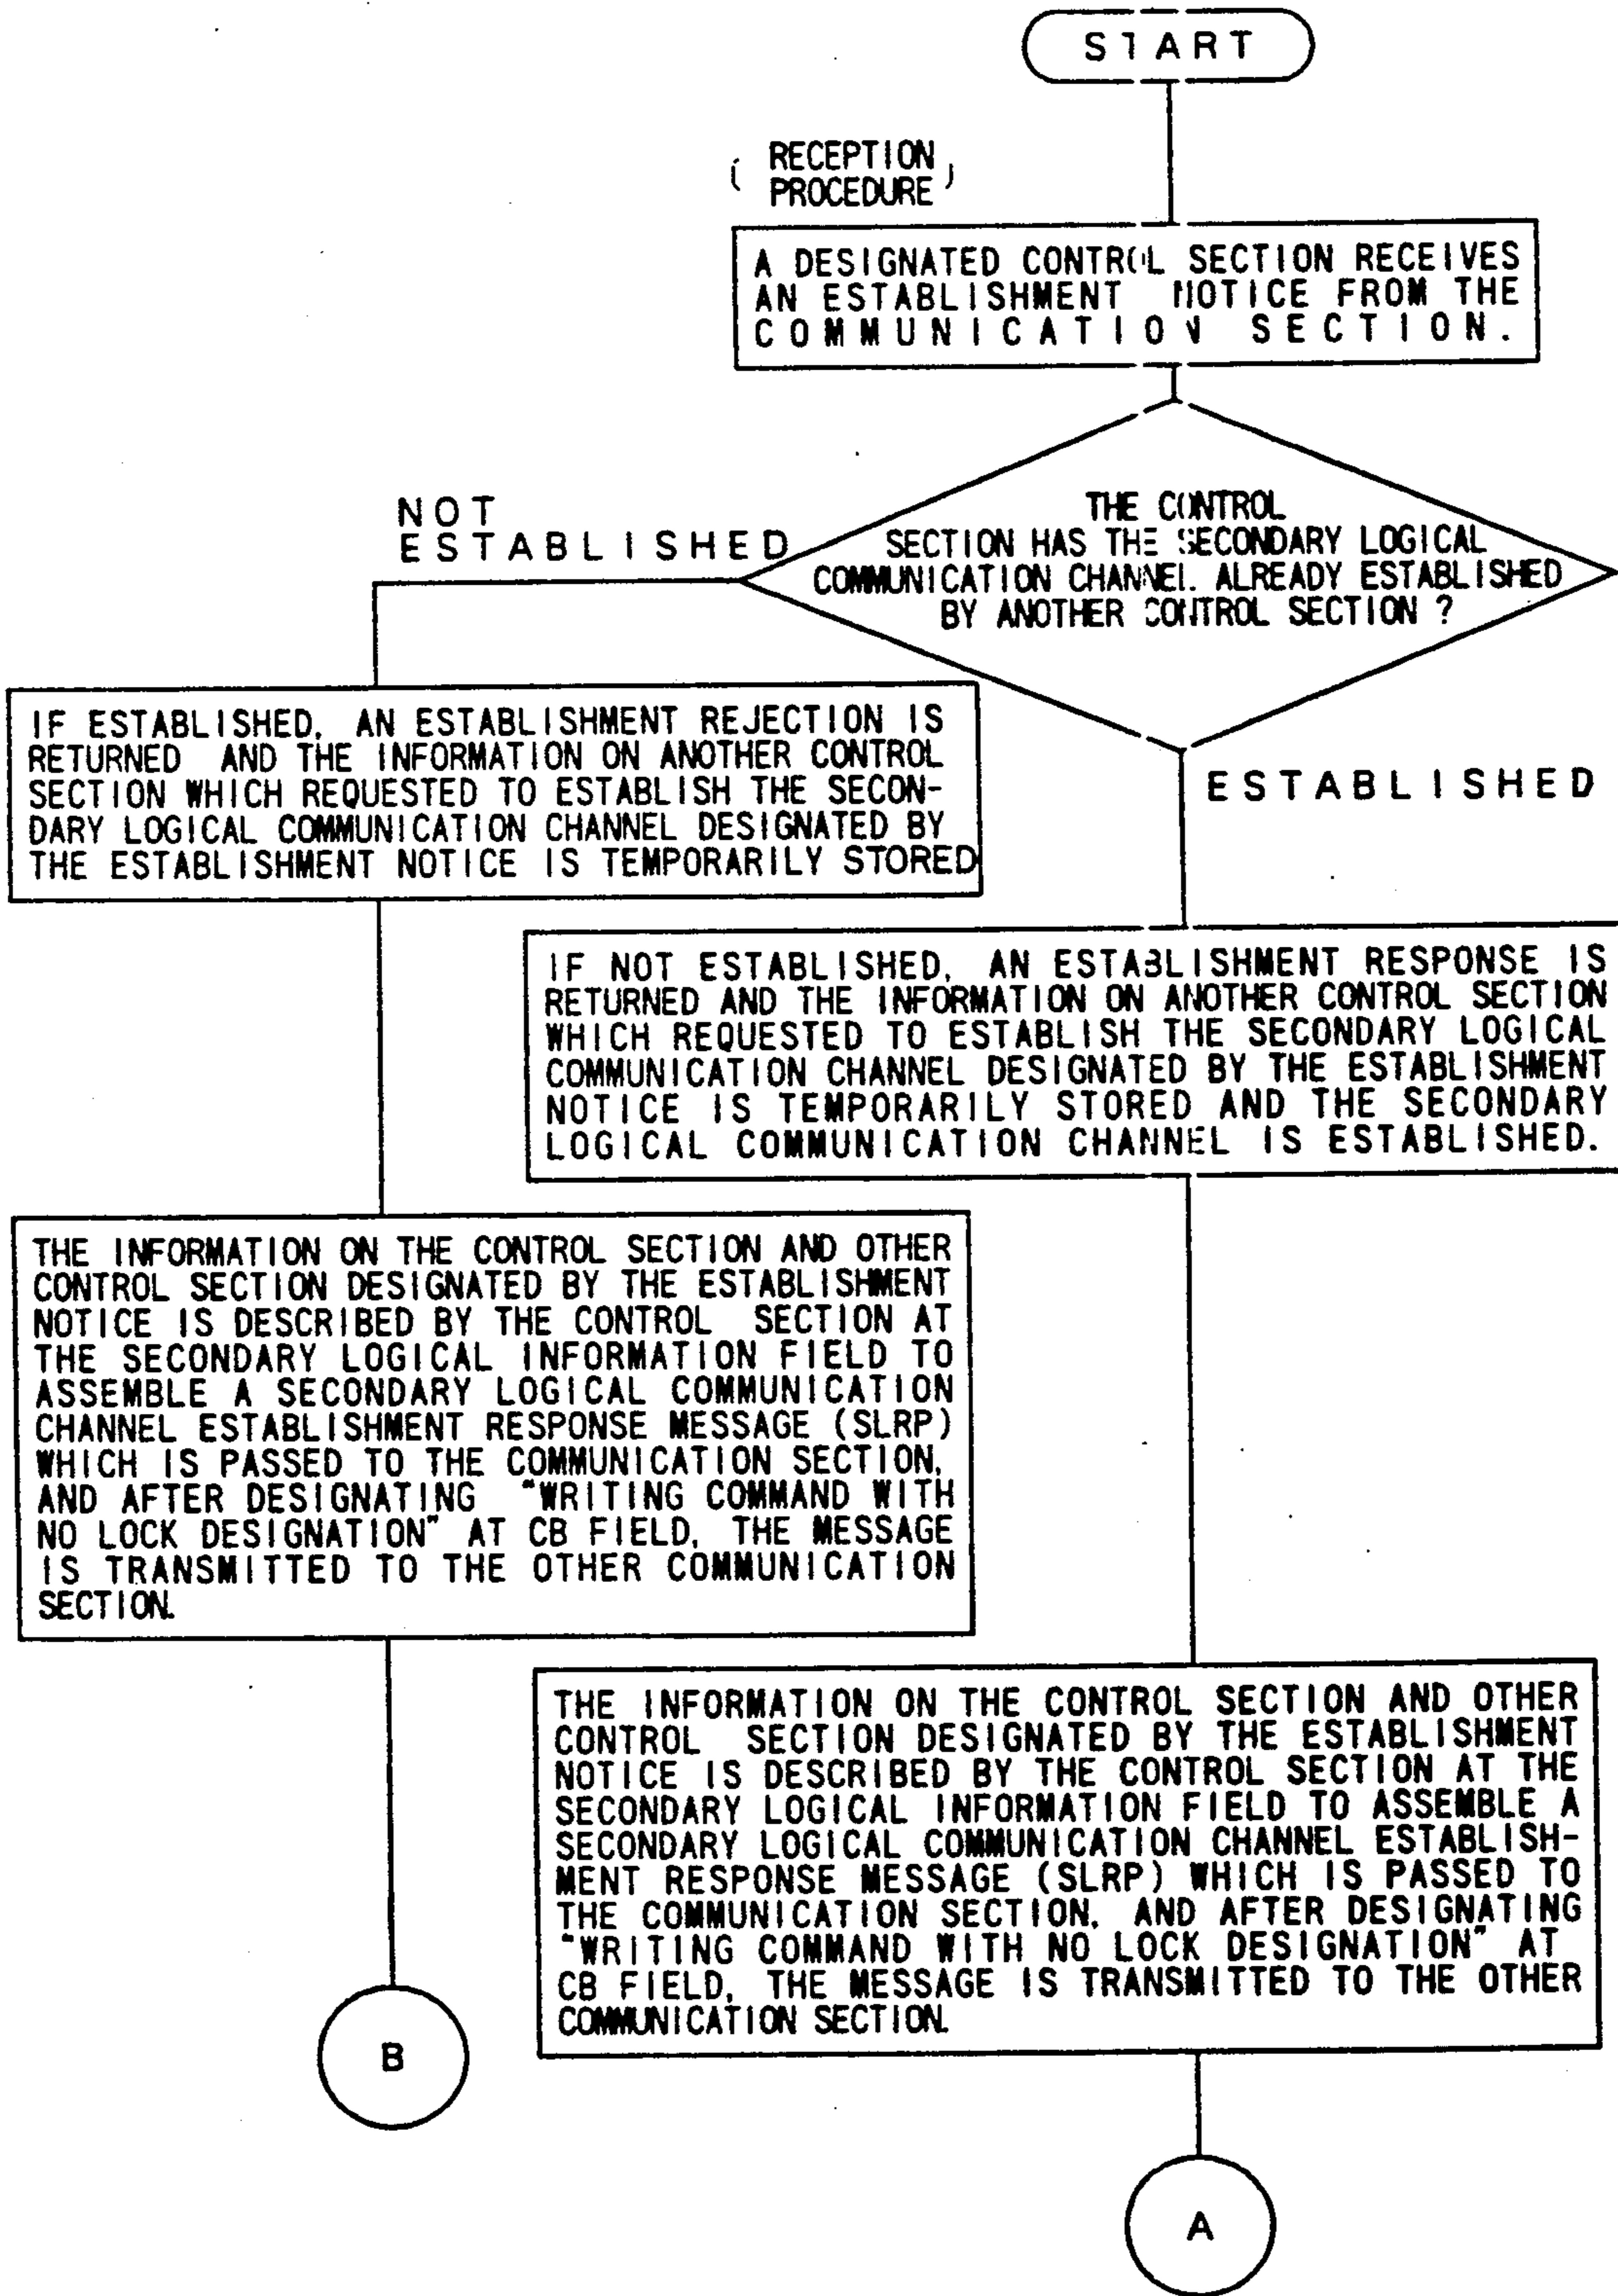 START
( RECEPTION
PROCEDURE )
A DESIGNATED CONTROL SECTION RECEIVES
AN ESTABLISHMENT NOTICE FROM THE
COMMUNICATION SECTION.
THE CONTROL
SECTION HAS THE SECONDARY LOGICAL
COMMUNICATION CHANNEL ALREADY ESTABLISHED
BY ANOTHER CONTROL SECTION ?
NOT
ESTABLISHED
ESTABLISHED
IF ESTABLISHED, AN ESTABLISHMENT REJECTION IS
RETURNED AND THE INFORMATION ON ANOTHER CONTROL
SECTION WHICH REQUESTED TO ESTABLISH THE SECON-
DARY LOGICAL COMMUNICATION CHANNEL DESIGNATED BY
THE ESTABLISHMENT NOTICE IS TEMPORARILY STORED
IF NOT ESTABLISHED, AN ESTABLISHMENT RESPONSE IS
RETURNED AND THE INFORMATION ON ANOTHER CONTROL SECTION
WHICH REQUESTED TO ESTABLISH THE SECONDARY LOGICAL
COMMUNICATION CHANNEL DESIGNATED BY THE ESTABLISHMENT
NOTICE IS TEMPORARILY STORED AND THE SECONDARY
LOGICAL COMMUNICATION CHANNEL IS ESTABLISHED.
THE INFORMATION ON THE CONTROL SECTION AND OTHER
CONTROL SECTION DESIGNATED BY THE ESTABLISHMENT
NOTICE IS DESCRIBED BY THE CONTROL SECTION AT
THE SECONDARY LOGICAL INFORMATION FIELD TO
ASSEMBLE A SECONDARY LOGICAL COMMUNICATION
CHANNEL ESTABLISHMENT RESPONSE MESSAGE (SLRP)
WHICH IS PASSED TO THE COMMUNICATION SECTION,
AND AFTER DESIGNATING "WRITING COMMAND WITH
NO LOCK DESIGNATION" AT CB FIELD, THE MESSAGE
IS TRANSMITTED TO THE OTHER COMMUNICATION
SECTION.
THE INFORMATION ON THE CONTROL SECTION AND OTHER
CONTROL SECTION DESIGNATED BY THE ESTABLISHMENT
NOTICE IS DESCRIBED BY THE CONTROL SECTION AT THE
SECONDARY LOGICAL INFORMATION FIELD TO ASSEMBLE A
SECONDARY LOGICAL COMMUNICATION CHANNEL ESTABLISH-
MENT RESPONSE MESSAGE (SLRP) WHICH IS PASSED TO
THE COMMUNICATION SECTION, AND AFTER DESIGNATING
"WRITING COMMAND WITH NO LOCK DESIGNATION" AT
CB FIELD, THE MESSAGE IS TRANSMITTED TO THE OTHER
COMMUNICATION SECTION.
B
A